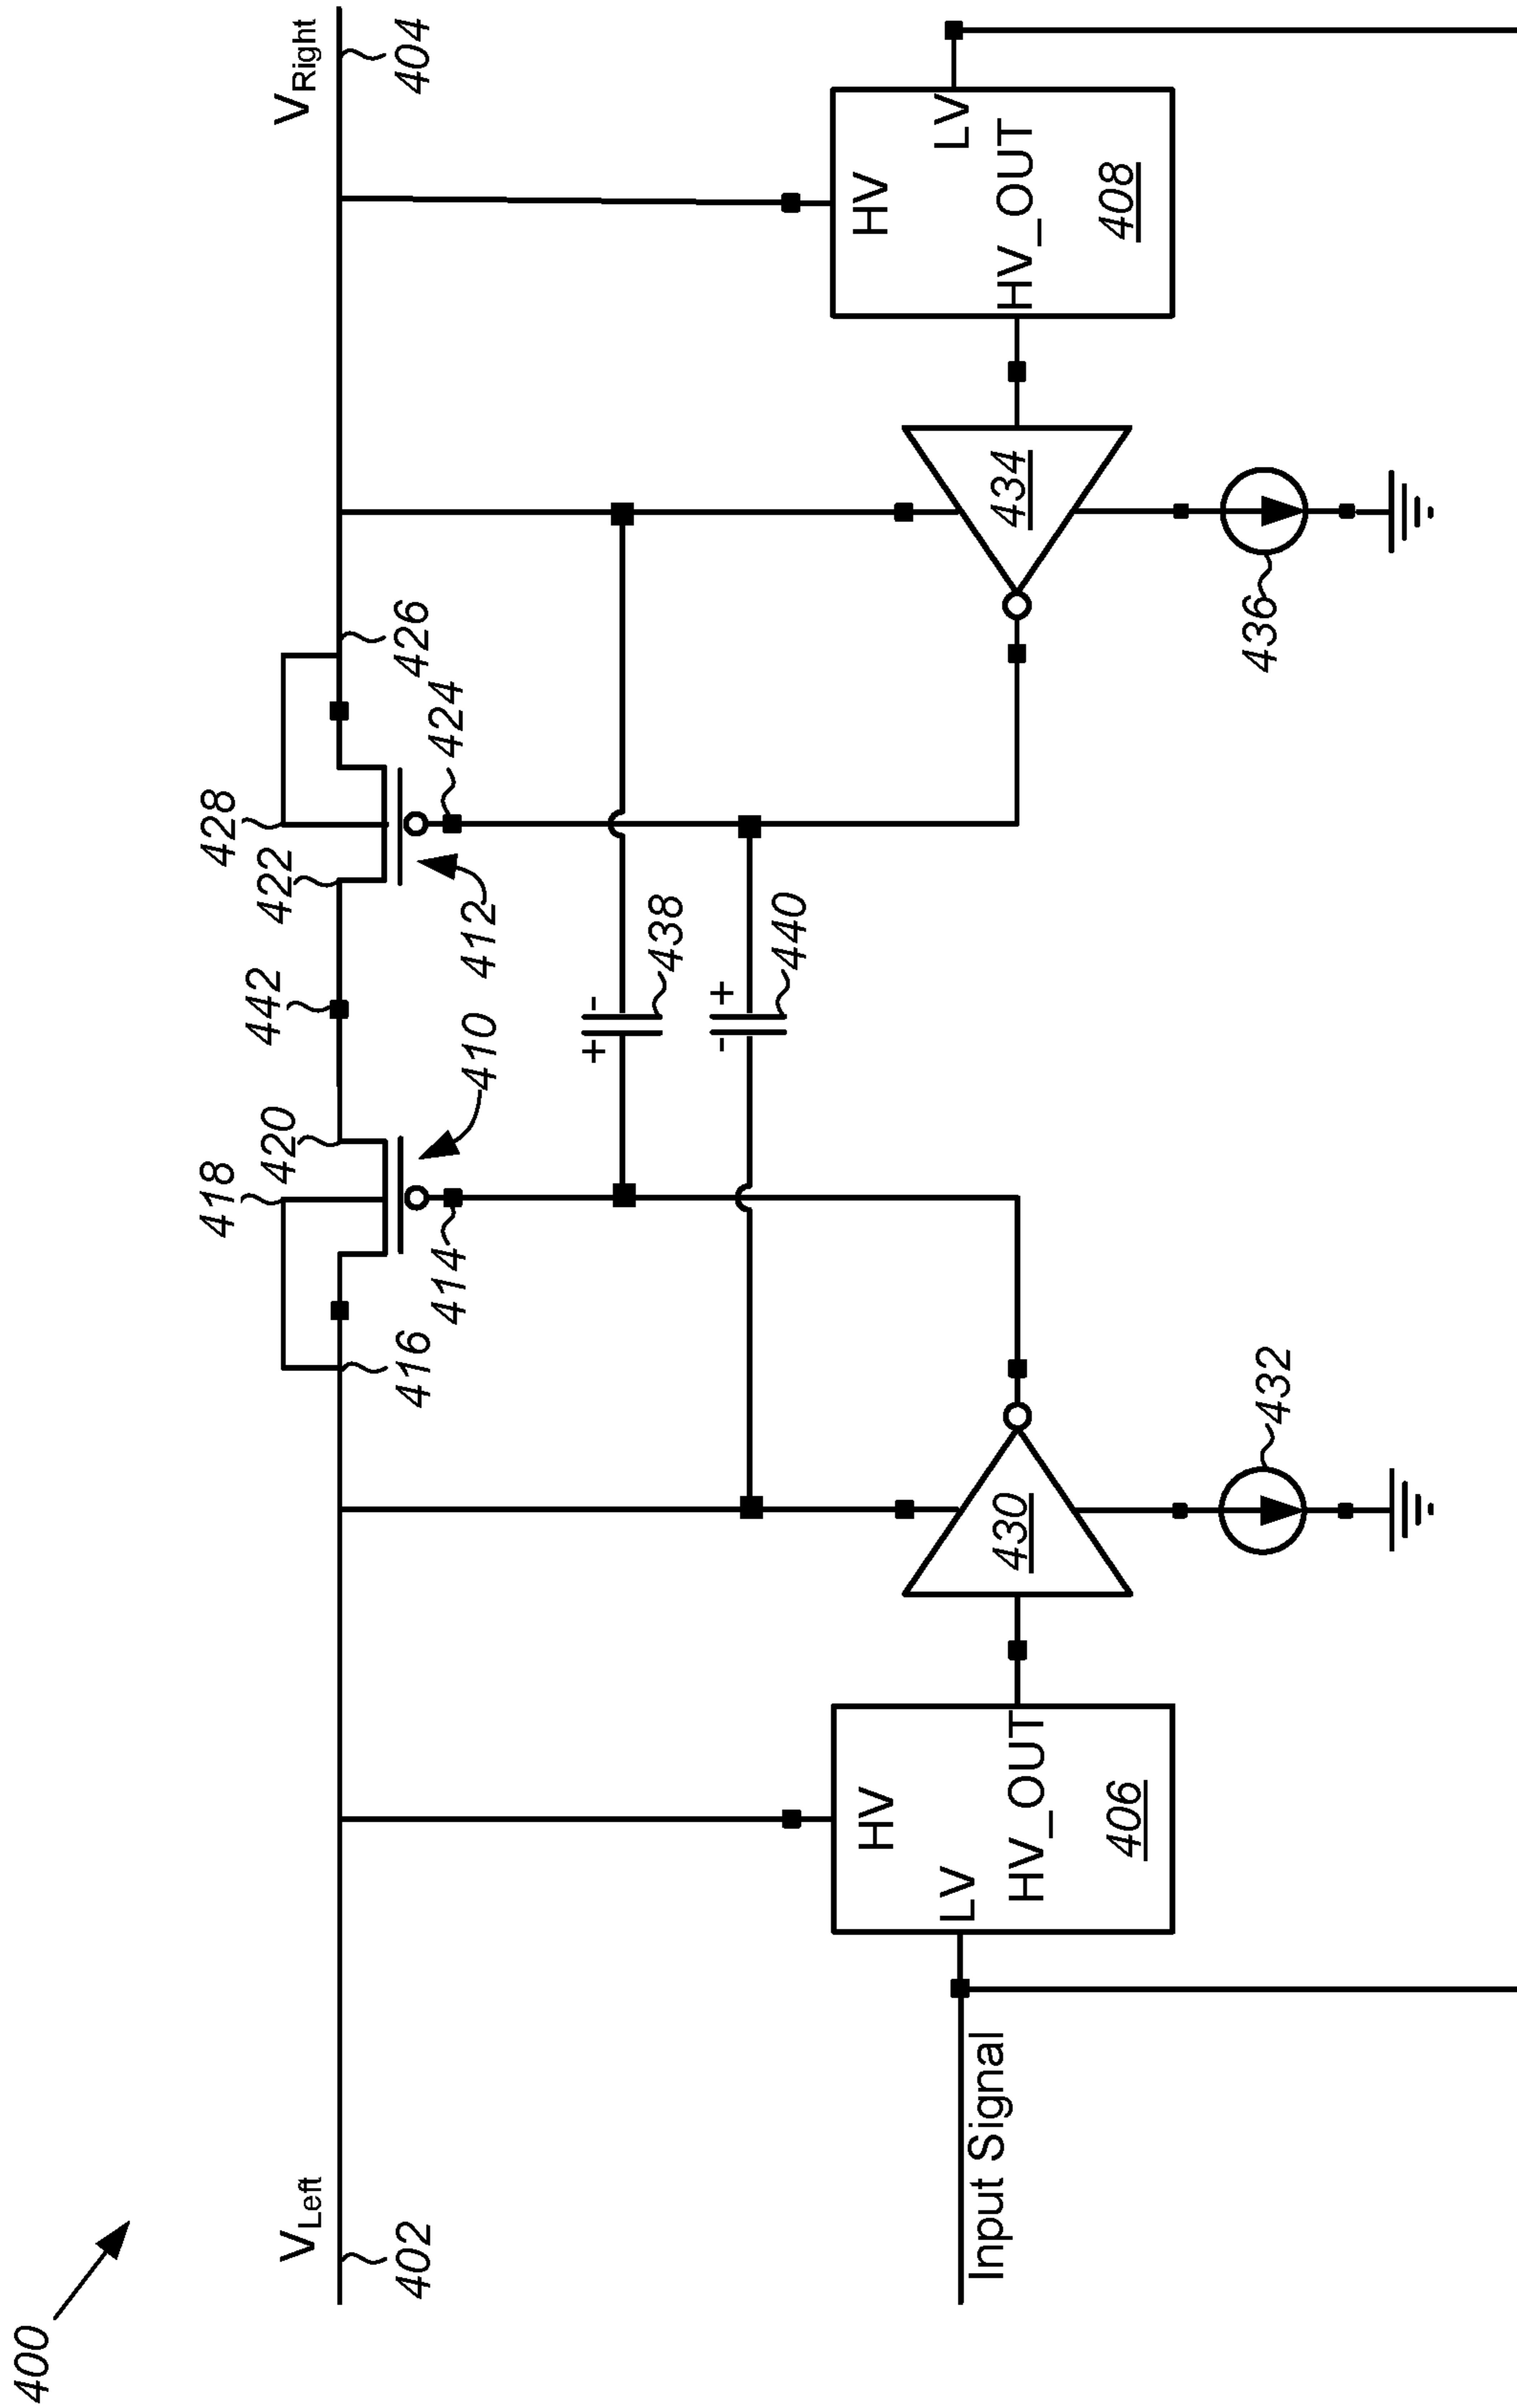 400
V_Left
V_Right
402
404
418
420
442
422
428
416
414
410
412
424
426
+ -
438
- +
440
HV
LV
HV_OUT
406
430
432
HV
LV
HV_OUT
408
434
436
Input Signal